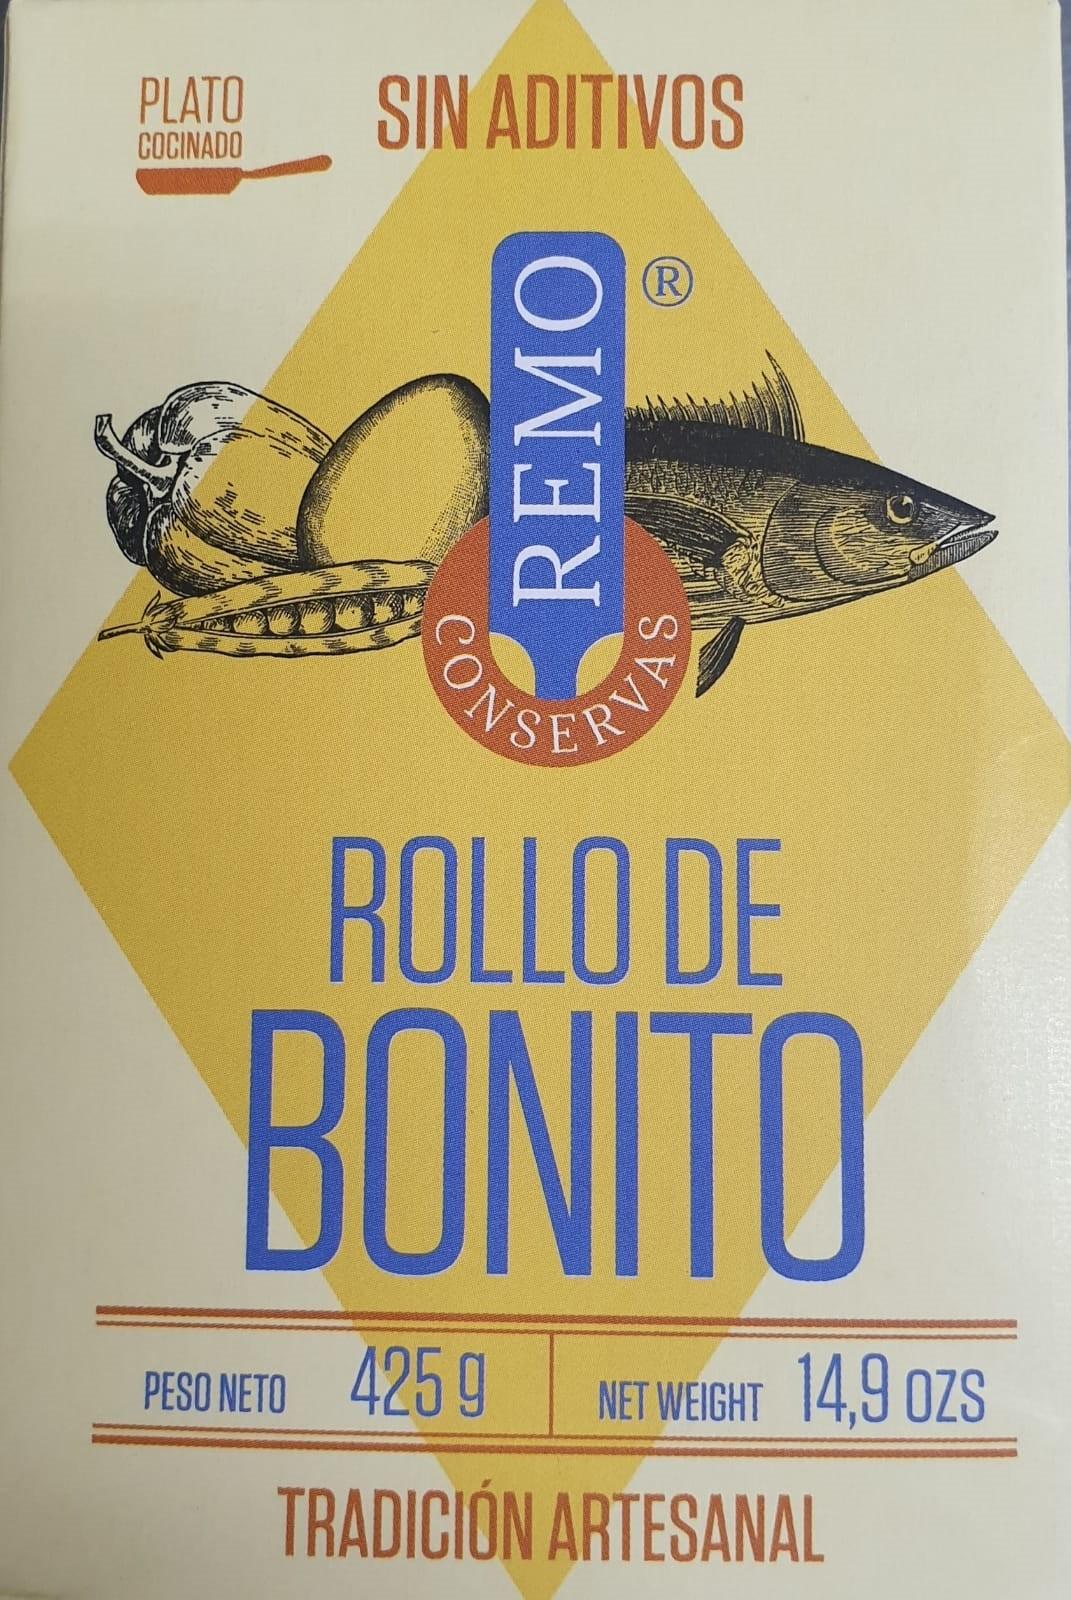 PLATO
COCINADO
SIN ADITIVOS
REMO ®
CONSERVAS
ROLLO DE
BONITO
PESO NETO 425 g NET WEIGHT 14,9 OZS
TRADICIÓN ARTESANAL